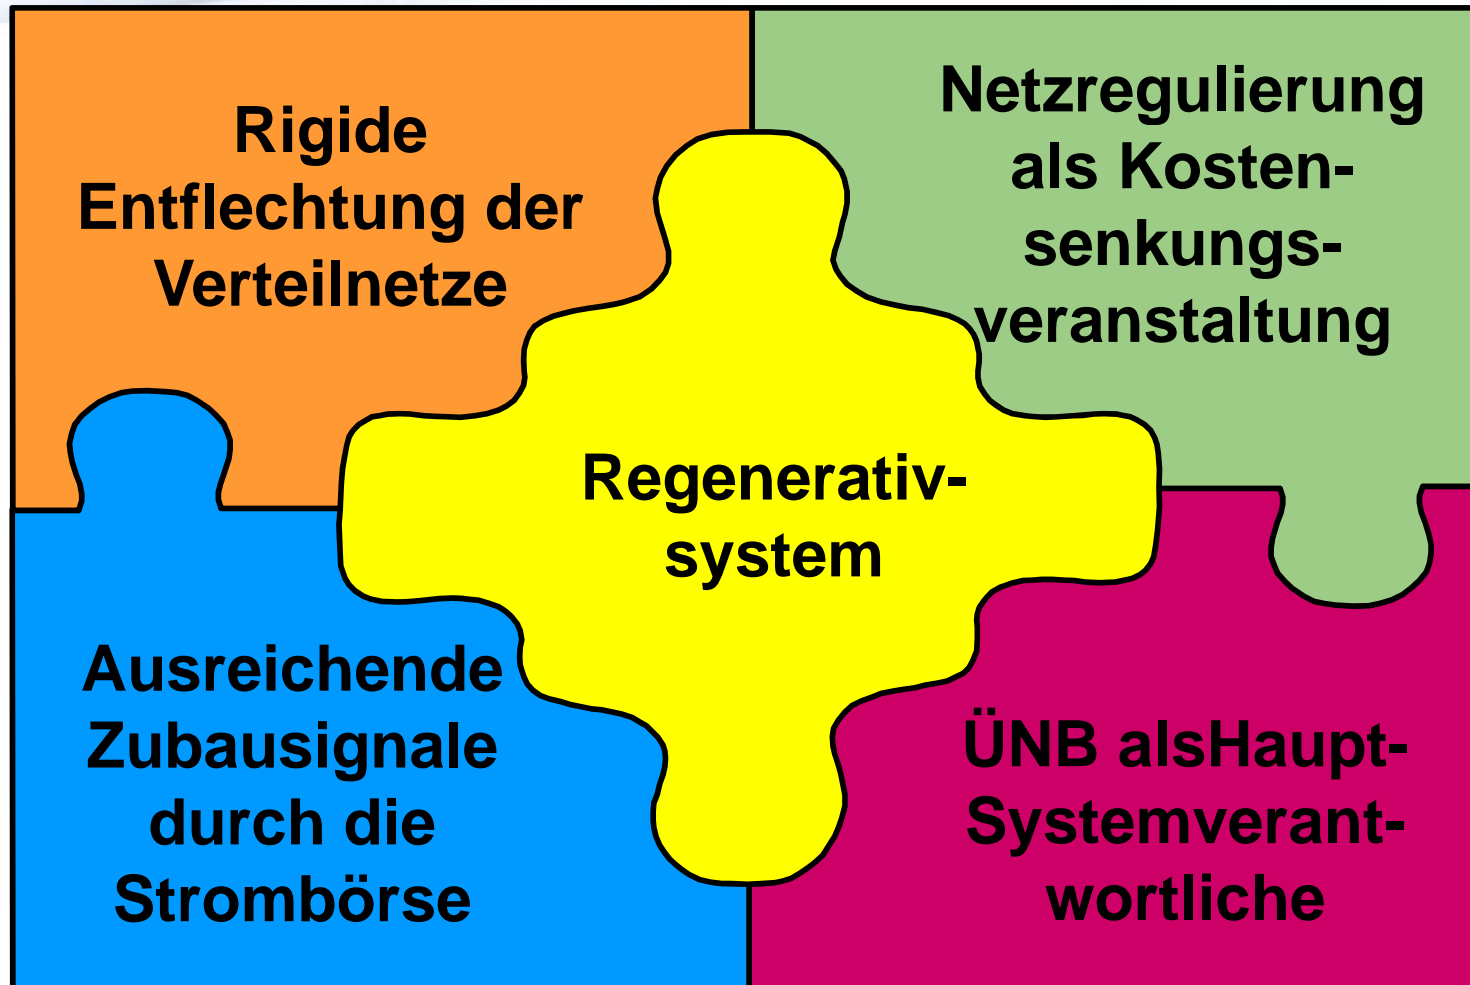 Rigide
Entflechtung der
Verteilnetze
Netzregulierung
als Kosten-
senkungs-
veranstaltung
Regenerativ-
system
Ausreichende
Zubausignale
durch die
Strombörse
ÜNB alsHaupt-
Systemverant-
wortliche